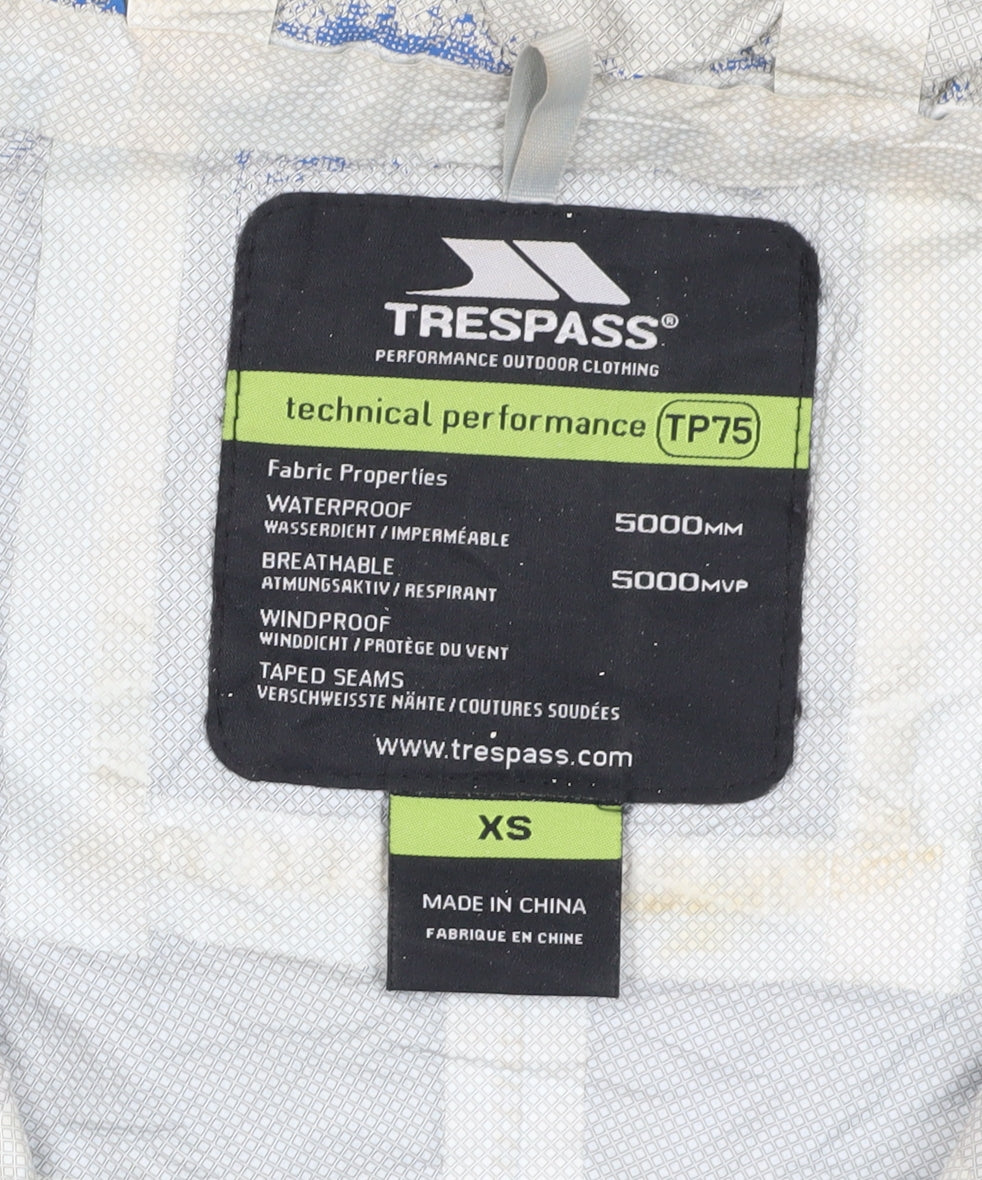 TRESPASS®
PERFORMANCE OUTDOOR CLOTHING
technical performance TP75
Fabric Properties
WATERPROOF 5000MM
WASSERDICHT / IMPERMÉABLE
BREATHABLE 5000MVP
ATMUNGSAKTIV / RESPIRANT
WINDPROOF
WINDDICHT / PROTÈGE DU VENT
TAPED SEAMS
VERSCHWEISSTE NÄHTE / COUTURES SOUDÉES
www.trespass.com
XS
MADE IN CHINA
FABRIQUE EN CHINE